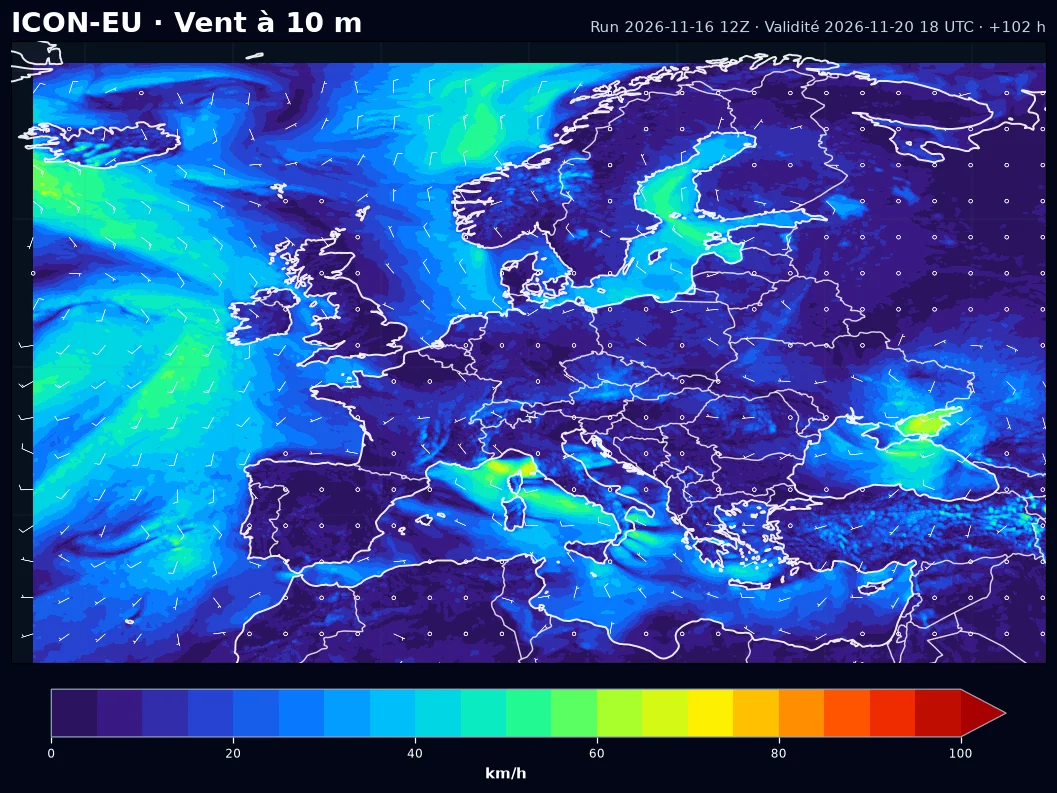 ICON-EU · Vent à 10 m
Run 2026-11-16 12Z · Validité 2026-11-20 18 UTC · +102 h
0 20 40 60 80 100
km/h